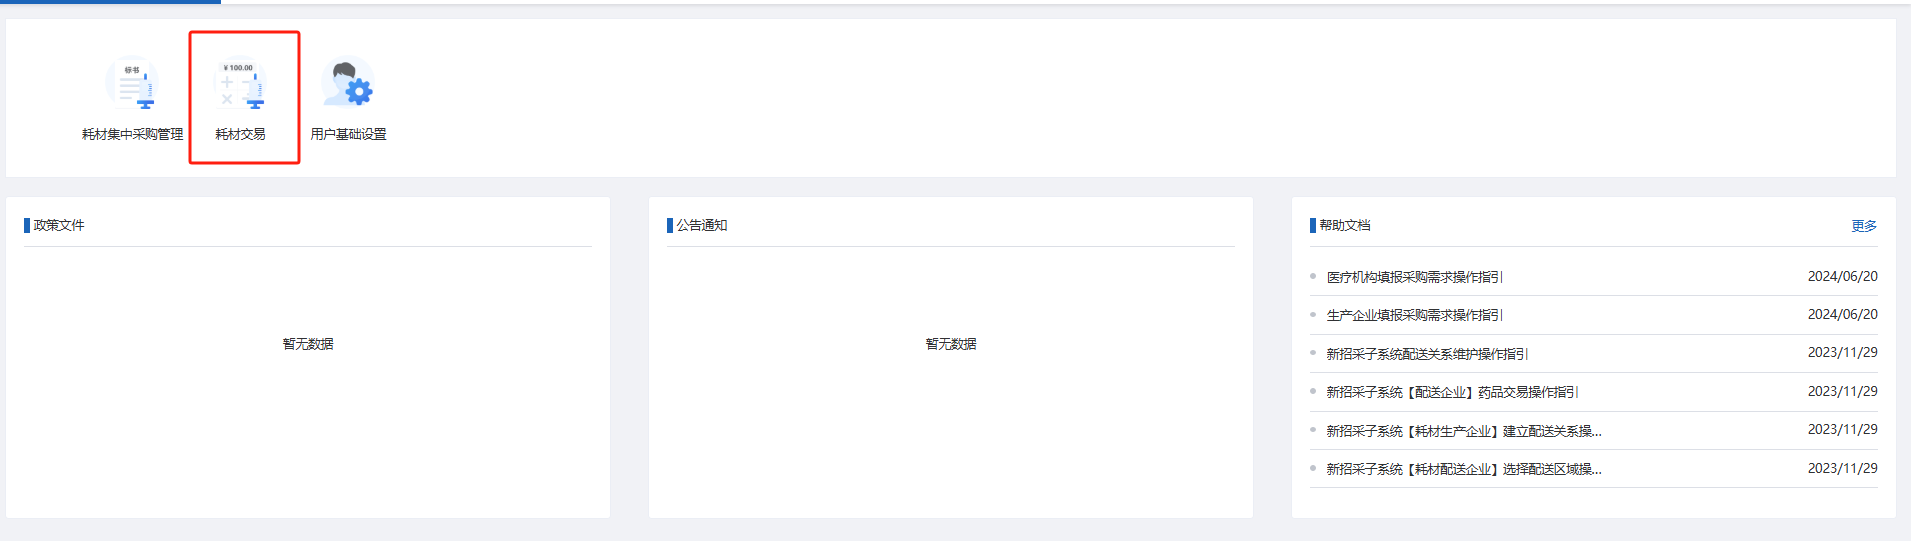 标书
¥ 100.00
耗材集中采购管理
耗材交易
用户基础设置
政策文件
暂无数据
公告通知
暂无数据
帮助文档
更多
医疗机构填报采购需求操作指引 2024/06/20
生产企业填报采购需求操作指引 2024/06/20
新招采子系统配送关系维护操作指引 2023/11/29
新招采子系统【配送企业】药品交易操作指引 2023/11/29
新招采子系统【耗材生产企业】建立配送关系操... 2023/11/29
新招采子系统【耗材配送企业】选择配送区域操... 2023/11/29